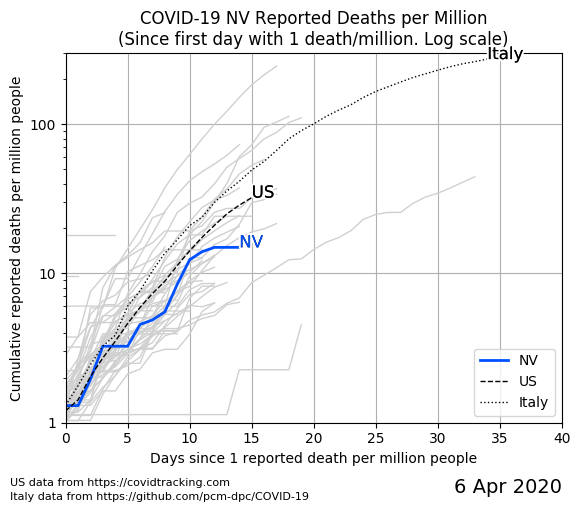 COVID-19 NV Reported Deaths per Million
(Since first day with 1 death/million. Log scale)
Italy
100
US
NV
10
1
Cumulative reported deaths per million people
NV
US
Italy
0 5 10 15 20 25 30 35 40
Days since 1 reported death per million people
US data from https://covidtracking.com
Italy data from https://github.com/pcm-dpc/COVID-19
6 Apr 2020